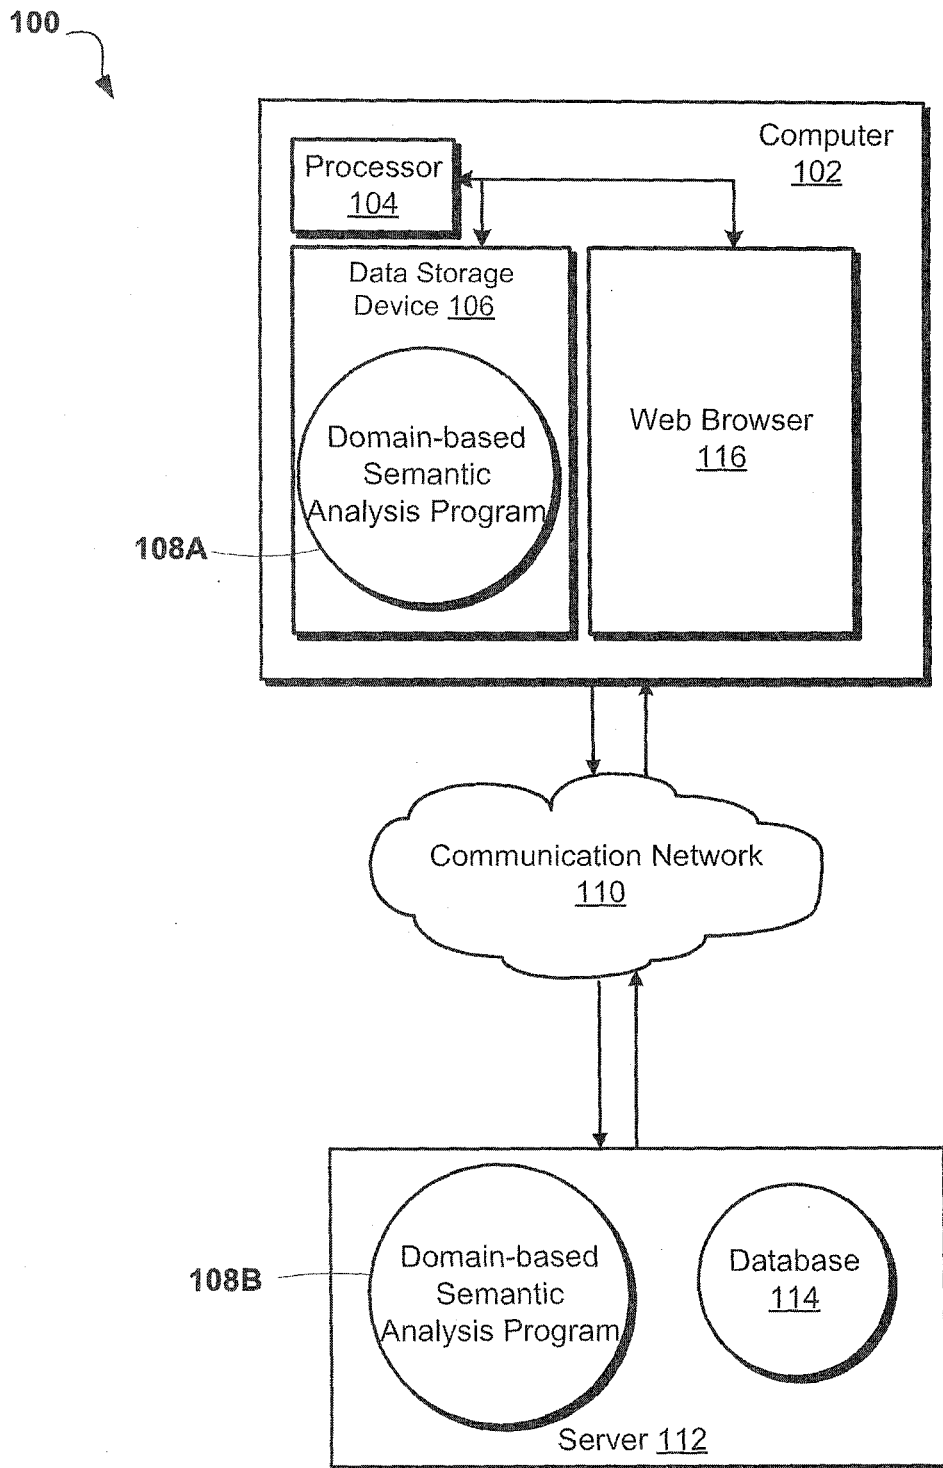 100
Computer
102
Processor
104
Data Storage
Device 106
Domain-based
Semantic
Analysis Program
108A
Web Browser
116
Communication Network
110
108B
Domain-based
Semantic
Analysis Program
Database
114
Server 112